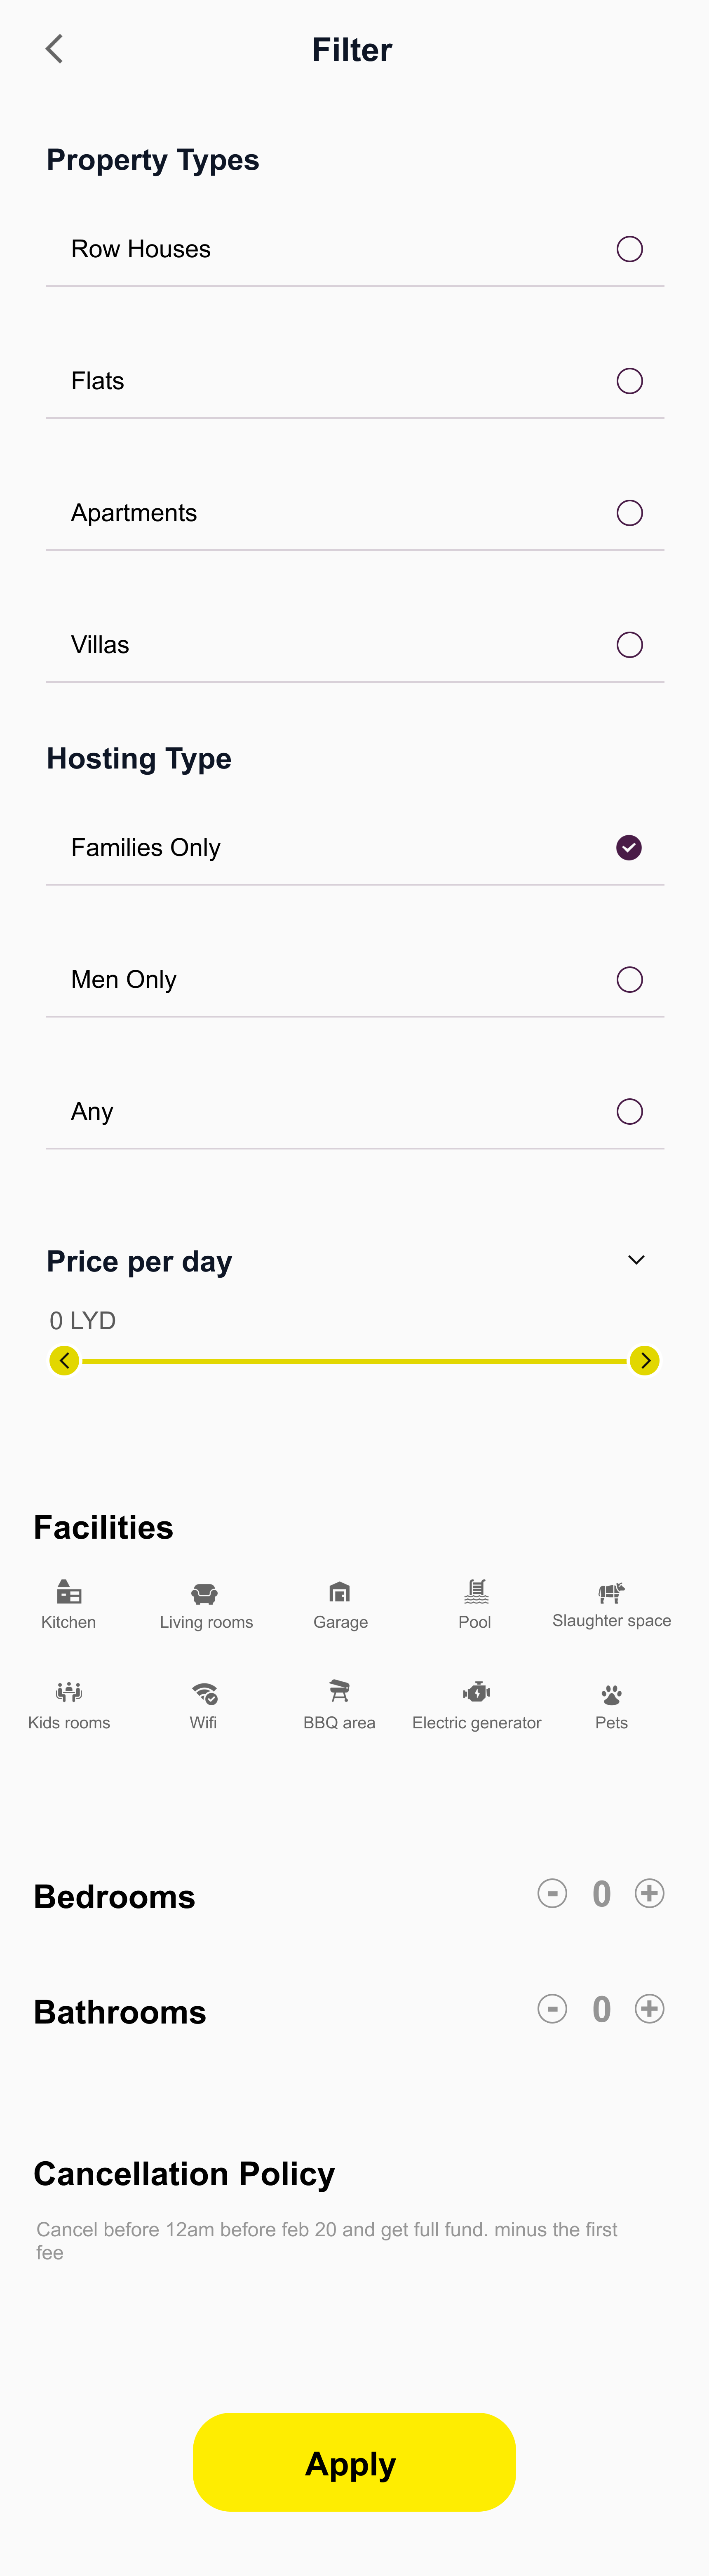 Filter
Property Types
Row Houses
Flats
Apartments
Villas
Hosting Type
Families Only
Men Only
Any
Price per day
0 LYD
Facilities
Kitchen Living rooms Garage Pool Slaughter space
Kids rooms Wifi BBQ area Electric generator Pets
Bedrooms - 0 +
Bathrooms - 0 +
Cancellation Policy
Cancel before 12am before feb 20 and get full fund. minus the first
fee
Apply